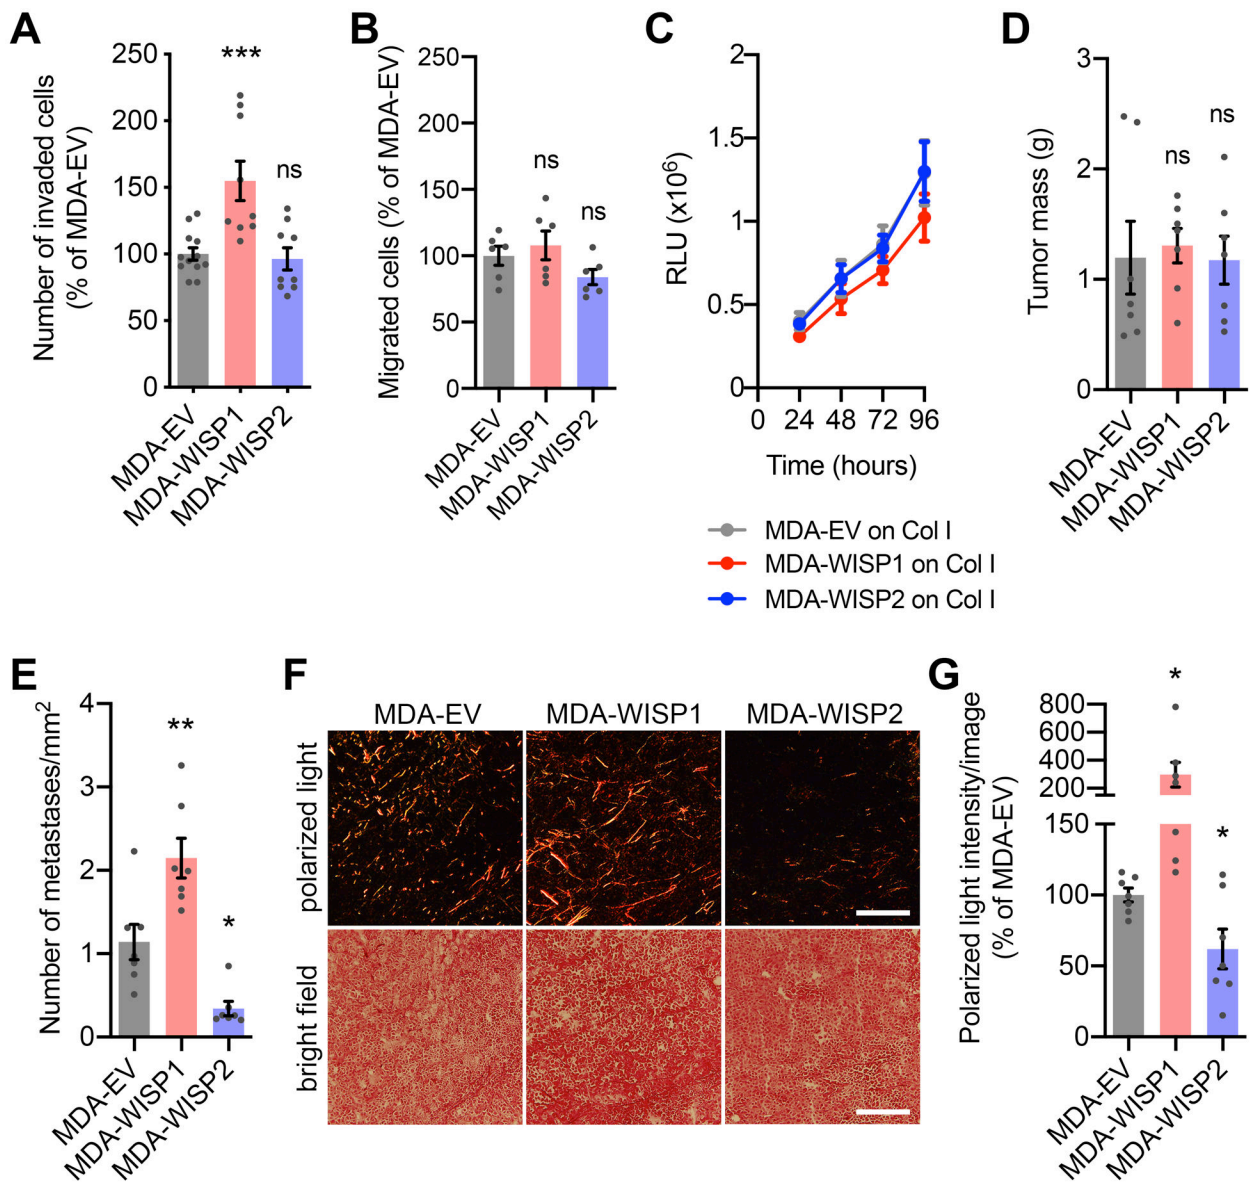 A
Number of invaded cells
(% of MDA-EV)
250
200
150
100
50
0
***
ns
MDA-EV
MDA-WISP1
MDA-WISP2
B
Migrated cells (% of MDA-EV)
250
200
150
100
50
0
ns
ns
MDA-EV
MDA-WISP1
MDA-WISP2
C
RLU (x10⁶)
2
1.5
1
0.5
0
0 24 48 72 96
Time (hours)
MDA-EV on Col I
MDA-WISP1 on Col I
MDA-WISP2 on Col I
D
Tumor mass (g)
3
2
1
0
ns
ns
MDA-EV
MDA-WISP1
MDA-WISP2
E
Number of metastases/mm²
4
3
2
1
0
**
*
MDA-EV
MDA-WISP1
MDA-WISP2
F
MDA-EV MDA-WISP1 MDA-WISP2
polarized light
bright field
G
Polarized light intensity/image
(% of MDA-EV)
800
600
400
200
150
100
50
0
*
*
MDA-EV
MDA-WISP1
MDA-WISP2